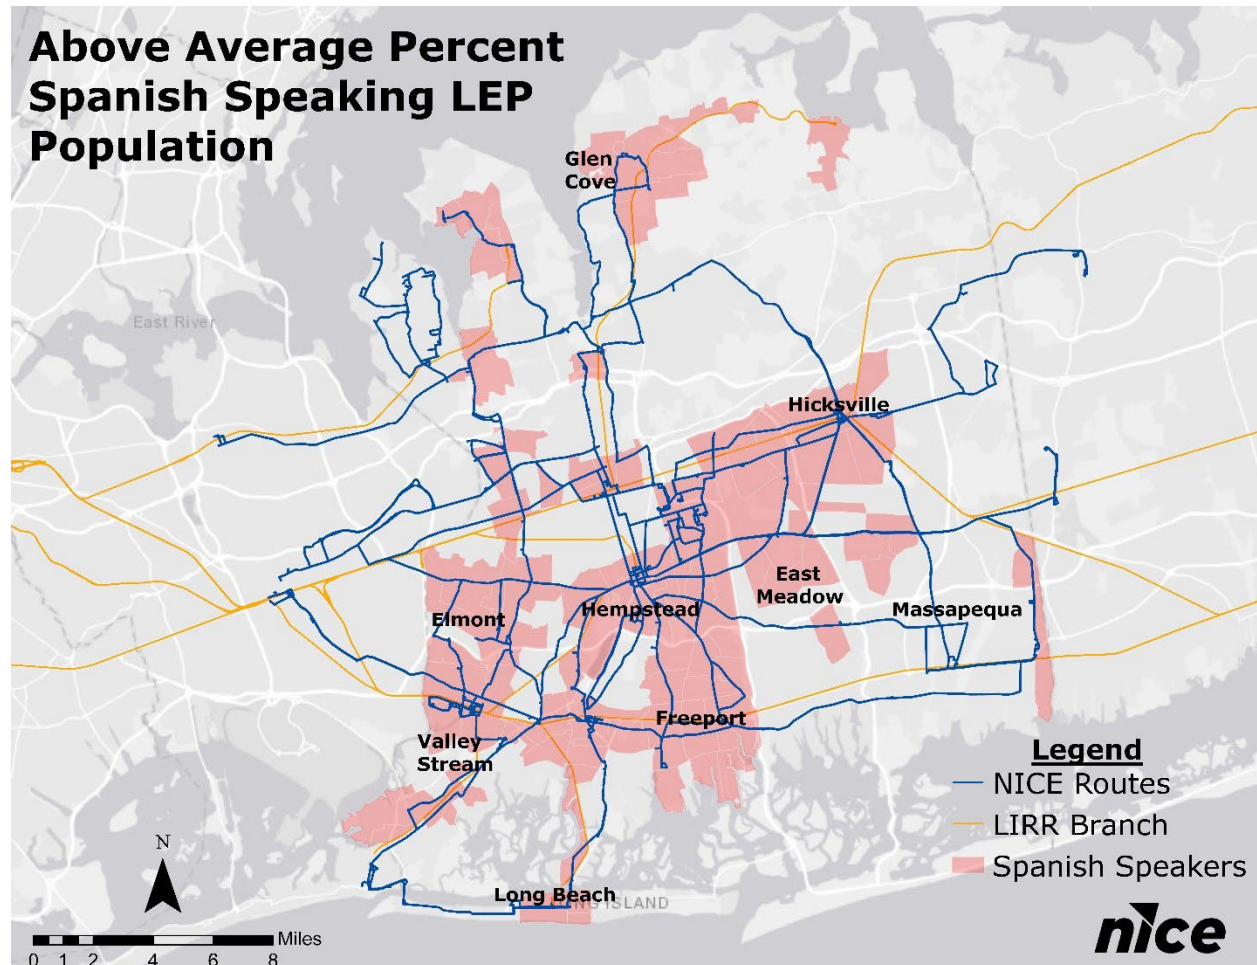 Above Average Percent
Spanish Speaking LEP
Population
Glen
Cove
East River
Hicksville
East
Meadow
Hempstead
Massapequa
Elmont
Freeport
Valley
Stream
Long Beach
ISLAND
Legend
NICE Routes
LIRR Branch
Spanish Speakers
N
Miles
0 1 2 4 6 8
nice